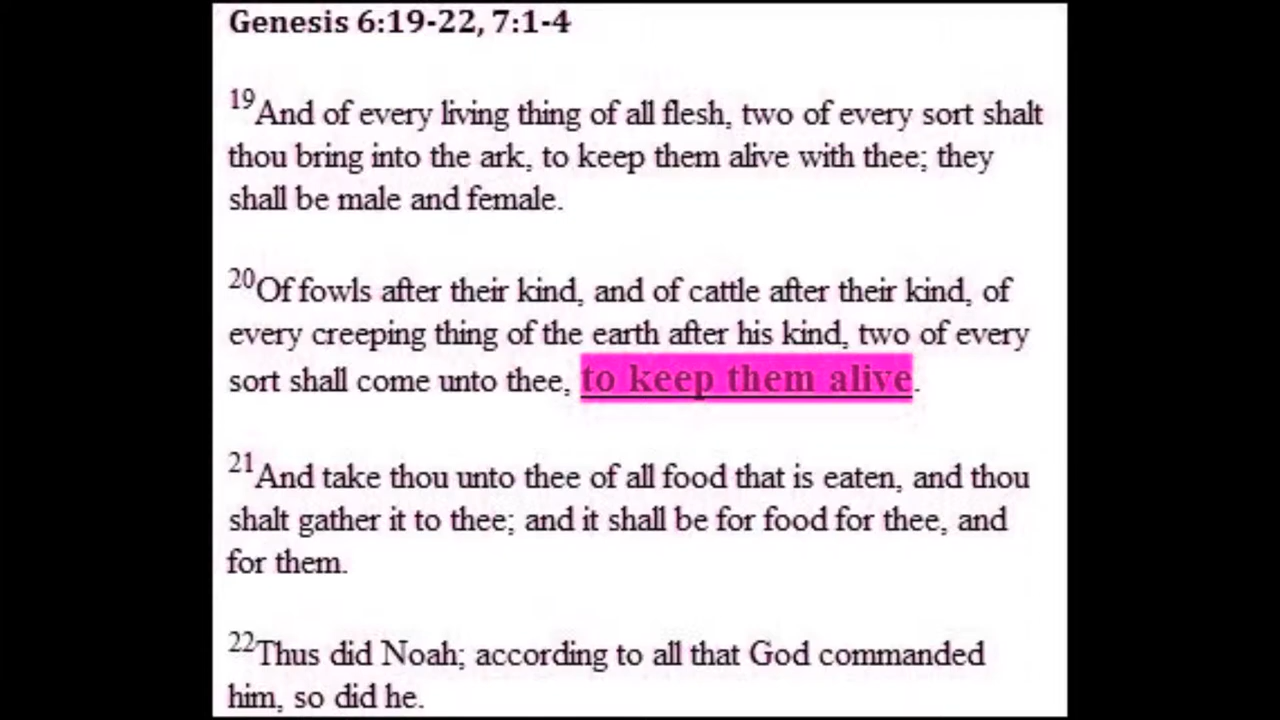 Genesis 6:19-22, 7:1-4
19And of every living thing of all flesh, two of every sort shalt
thou bring into the ark, to keep them alive with thee; they
shall be male and female.
20Of fowls after their kind, and of cattle after their kind, of
every creeping thing of the earth after his kind, two of every
sort shall come unto thee, to keep them alive.
21And take thou unto thee of all food that is eaten, and thou
shalt gather it to thee; and it shall be for food for thee, and
for them.
22Thus did Noah; according to all that God commanded
him, so did he.